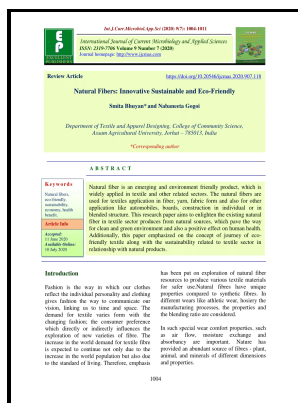 Int.J.Curr.Microbiol.App.Sci (2020) 9(7): 1004-1011
International Journal of Current Microbiology and Applied Sciences
ISSN: 2319-7706 Volume 9 Number 7 (2020)
Journal homepage: http://www.ijcmas.com
Review Article
https://doi.org/10.20546/ijcmas.2020.907.118
Natural Fibers: Innovative Sustainable and Eco-Friendly
Smita Bhuyan* and Nabaneeta Gogoi
Department of Textile and Apparel Designing, College of Community Science,
Assam Agricultural University, Jorhat – 785013, India
*Corresponding author
ABSTRACT
Keywords
Natural fibers,
eco-friendly,
sustainability,
economy, health
benefit.
Article Info
Accepted:
11 June 2020
Available Online:
10 July 2020
Natural fiber is an emerging and environment friendly product, which is
widely applied in textile and other related sectors. The natural fibers are
used for textiles application in fiber, yarn, fabric form and also for other
application like automobiles, boards, construction in individual or in
blended structure. This research paper aims to enlighten the existing natural
fiber in textile sector produces from natural sources, which pave the way
for clean and green environment and also a positive effect on human health.
Additionally, this paper emphasized on the concept of journey of eco-
friendly textile along with the sustainability related to textile sector in
relationship with natural products.
Introduction
Fashion is the way in which our clothes
reflect the individual personality and clothing
gives fashion the way to communicate our
vision, linking us to time and space. The
demand for textile varies form with the
changing fashion; the consumer preference
which directly or indirectly influences the
exploration of new varieties of fibre. The
increase in the world demand for textile fibre
is expected to continue not only due to the
increase in the world population but also due
to the standard of living. Therefore, emphasis
has been put on exploration of natural fibre
resources to produce various textile materials
for safer use.Natural fibers have unique
properties compared to synthetic fibers. In
different wears like athletic wear, hosiery the
manufacturing processes, the properties and
the blending ratio are considered.
In such special wear comfort properties, such
as air flow, moisture exchange and
absorbency are important. Nature has
provided an abundant source of fibres - plant,
animal, and minerals of different dimensions
and properties.
1004